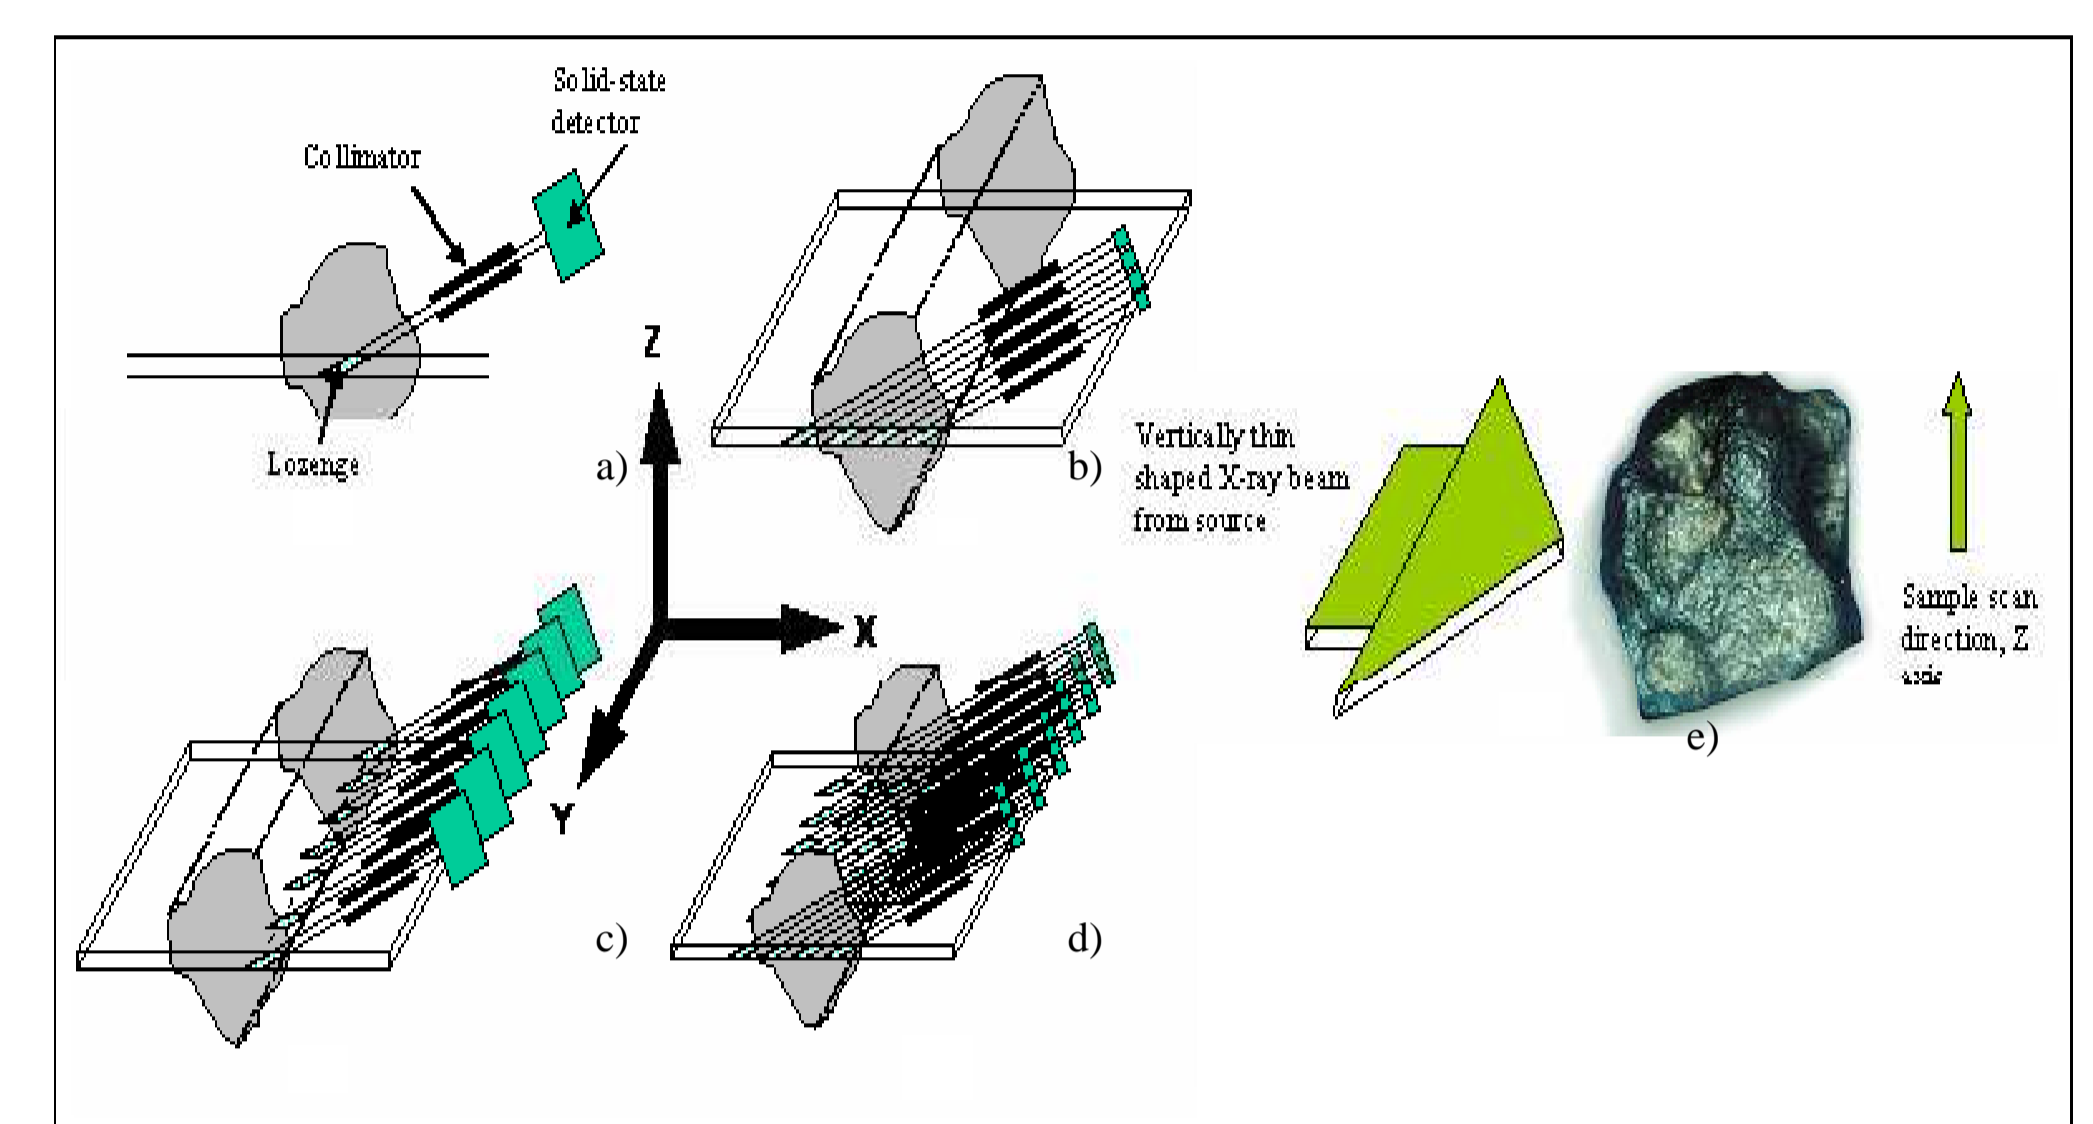 Solid-state
detector
Collimator
Lozenge
a)
Z
X
Y
b)
Vertically thin
shaped X-ray beam
from source
c)
d)
Sample scan
direction, Z
axis
e)